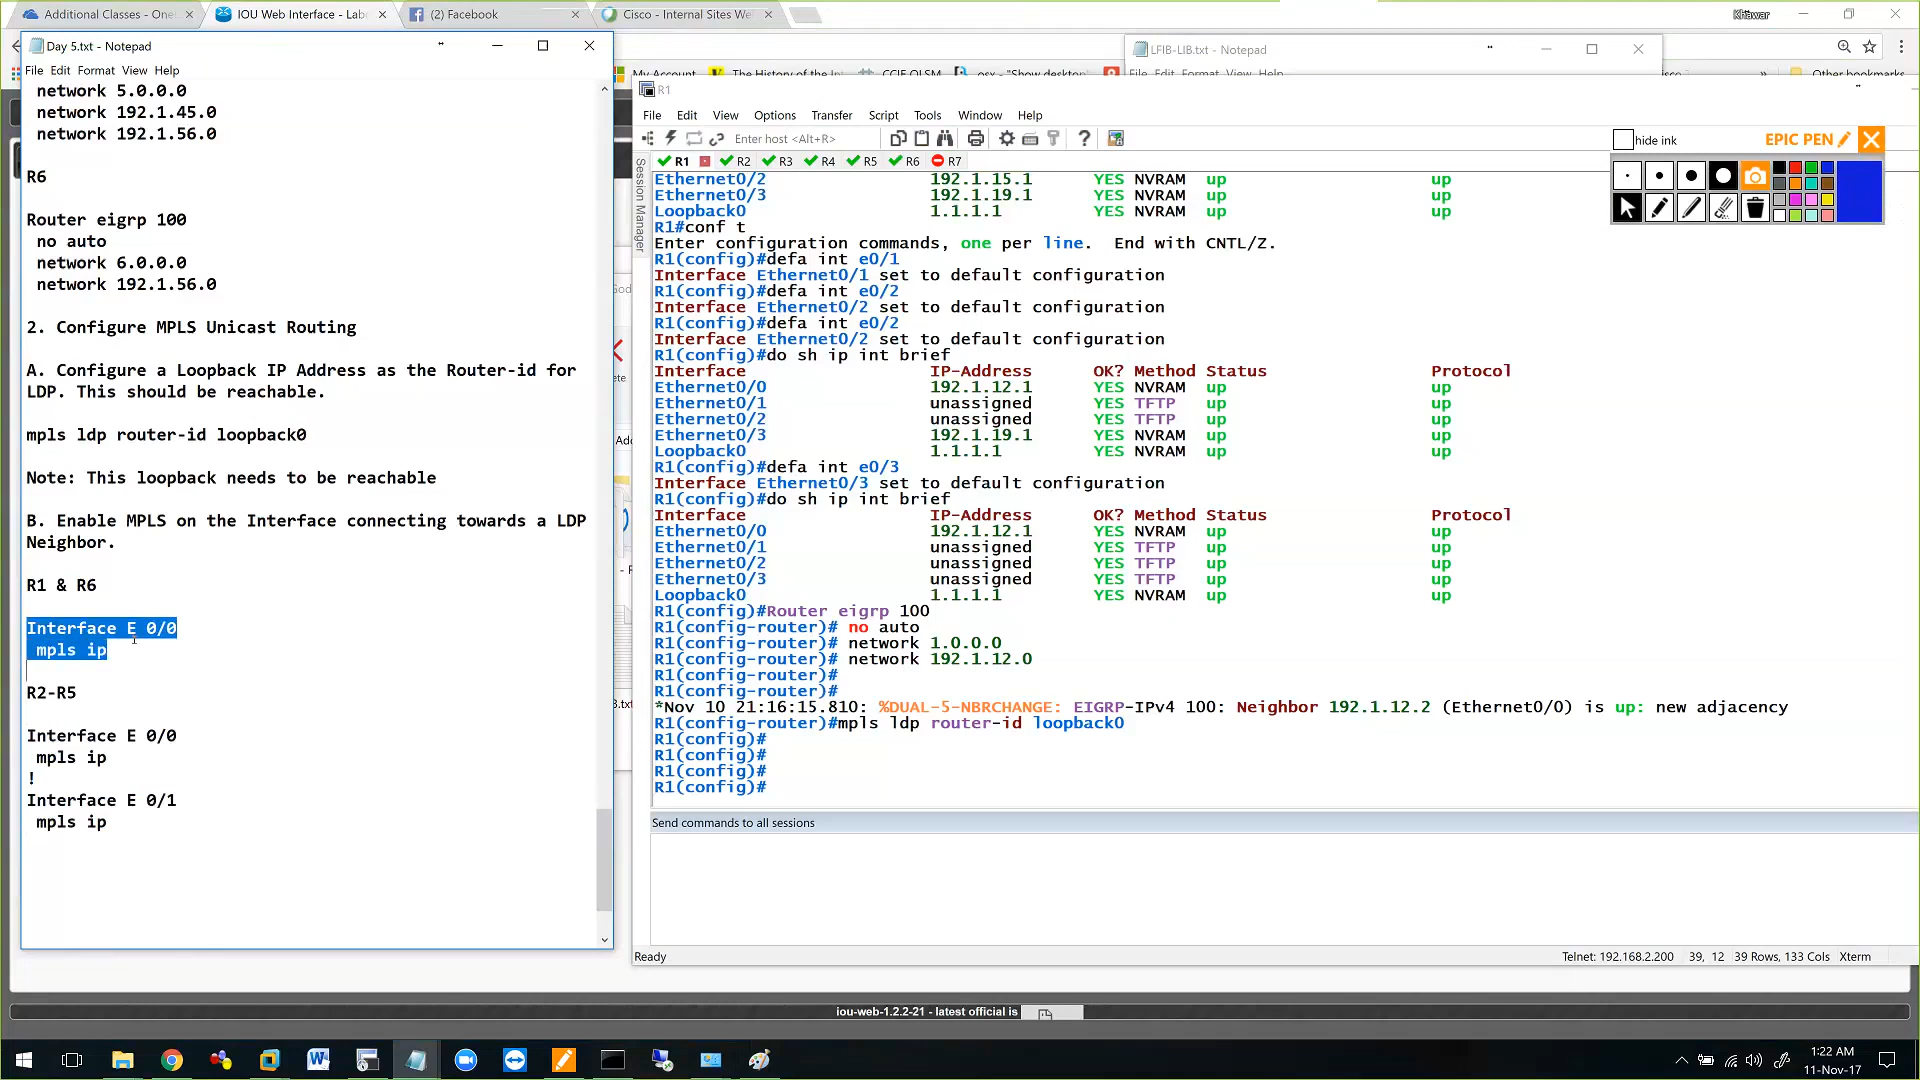 Additional Classes - One
IOU Web Interface - Lab
(2) Facebook
Cisco - Internal Sites We
Khawar
Day 5.txt - Notepad
File Edit Format View Help
network 5.0.0.0
network 192.1.45.0
network 192.1.56.0
R6
Router eigrp 100
no auto
network 6.0.0.0
network 192.1.56.0
2. Configure MPLS Unicast Routing
A. Configure a Loopback IP Address as the Router-id for
LDP. This should be reachable.
mpls ldp router-id loopback0
Note: This loopback needs to be reachable
B. Enable MPLS on the Interface connecting towards a LDP
Neighbor.
R1 & R6
Interface E 0/0
mpls ip
R2-R5
Interface E 0/0
mpls ip
!
Interface E 0/1
mpls ip
LFIB-LIB.txt - Notepad
File Edit Format View Help
My Account
The History of the In
CCIE QLSM
osx - "Show desktop
Other bookmarks
R1
File Edit View Options Transfer Script Tools Window Help
Enter host <Alt+R>
hide ink
EPIC PEN
Session Manager
R1 R2 R3 R4 R5 R6 R7
Ethernet0/2 192.1.15.1 YES NVRAM up up
Ethernet0/3 192.1.19.1 YES NVRAM up up
Loopback0 1.1.1.1 YES NVRAM up up
R1#conf t
Enter configuration commands, one per line. End with CNTL/Z.
R1(config)#defa int e0/1
Interface Ethernet0/1 set to default configuration
R1(config)#defa int e0/2
Interface Ethernet0/2 set to default configuration
R1(config)#defa int e0/2
Interface Ethernet0/2 set to default configuration
R1(config)#do sh ip int brief
Interface IP-Address OK? Method Status Protocol
Ethernet0/0 192.1.12.1 YES NVRAM up up
Ethernet0/1 unassigned YES TFTP up up
Ethernet0/2 unassigned YES TFTP up up
Ethernet0/3 192.1.19.1 YES NVRAM up up
Loopback0 1.1.1.1 YES NVRAM up up
R1(config)#defa int e0/3
Interface Ethernet0/3 set to default configuration
R1(config)#do sh ip int brief
Interface IP-Address OK? Method Status Protocol
Ethernet0/0 192.1.12.1 YES NVRAM up up
Ethernet0/1 unassigned YES TFTP up up
Ethernet0/2 unassigned YES TFTP up up
Ethernet0/3 unassigned YES TFTP up up
Loopback0 1.1.1.1 YES NVRAM up up
R1(config)#Router eigrp 100
R1(config-router)# no auto
R1(config-router)# network 1.0.0.0
R1(config-router)# network 192.1.12.0
R1(config-router)#
R1(config-router)#
*Nov 10 21:16:15.810: %DUAL-5-NBRCHANGE: EIGRP-IPv4 100: Neighbor 192.1.12.2 (Ethernet0/0) is up: new adjacency
R1(config-router)#mpls ldp router-id loopback0
R1(config)#
R1(config)#
R1(config)#
R1(config)#
Send commands to all sessions
Ready
Telnet: 192.168.2.200 39, 12 39 Rows, 133 Cols Xterm
iou-web-1.2.2-21 - latest official is
1:22 AM
11-Nov-17